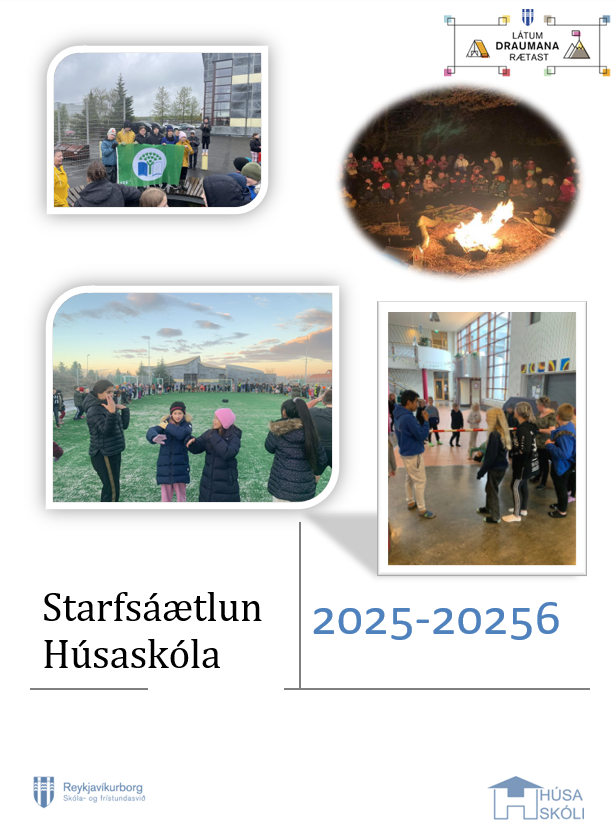 LÁTUM
DRAUMANA
RÆTAST
Starfsáætlun
Húsaskóla
2025-20256
Reykjavíkurborg
Skóla- og frístundasvið
HÚSA
SKÓLI